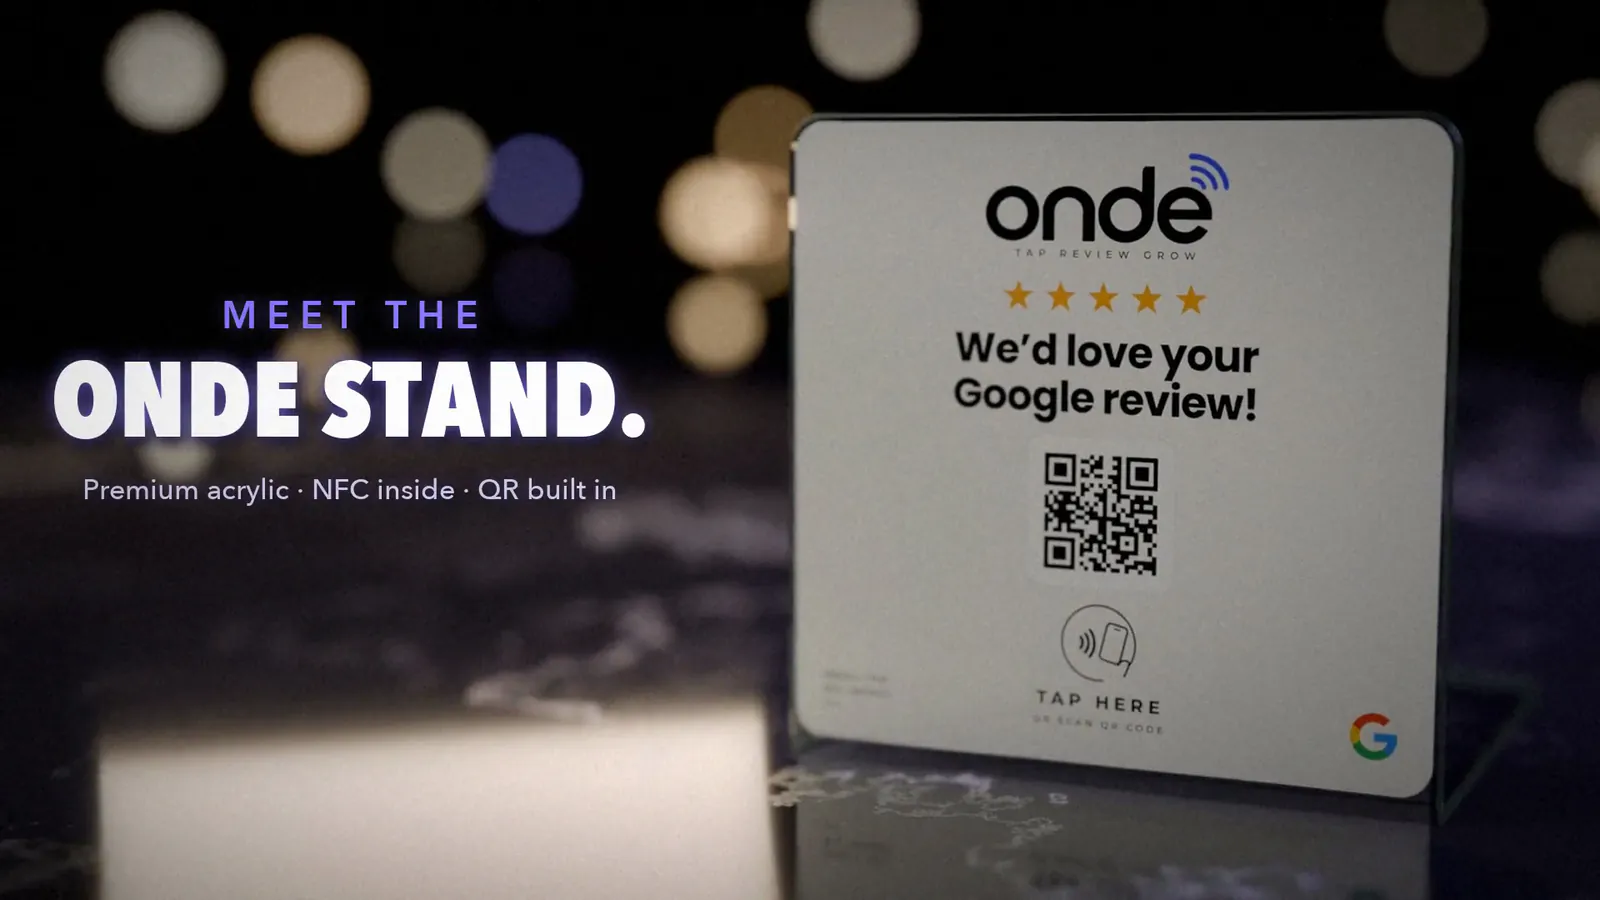 MEET THE
ONDE STAND.
Premium acrylic · NFC inside · QR built in
onde
TAP REVIEW GROW
We'd love your
Google review!
TAP HERE
OR SCAN QR CODE
G